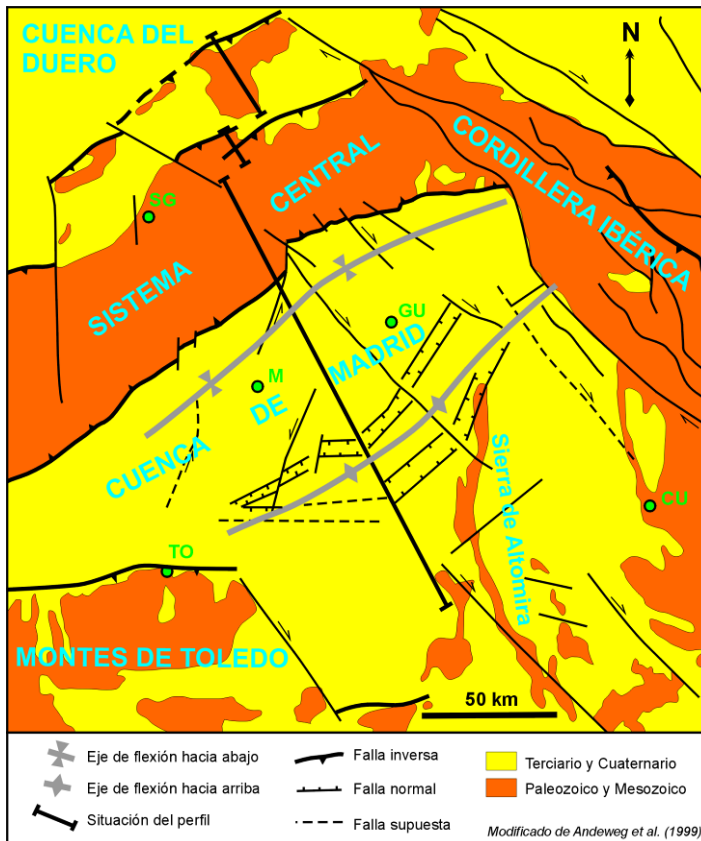 CUENCA DEL
DUERO
N
SISTEMA
CENTRAL
CORDILLERA IBÉRICA
SG
GU
M
CUENCA DE MADRID
Sierra de Altomira
CU
TO
MONTES DE TOLEDO
50 km
Eje de flexión hacia abajo
Falla inversa
Terciario y Cuaternario
Eje de flexión hacia arriba
Falla normal
Paleozoico y Mesozoico
Situación del perfil
Falla supuesta
Modificado de Andeweg et al. (1999)